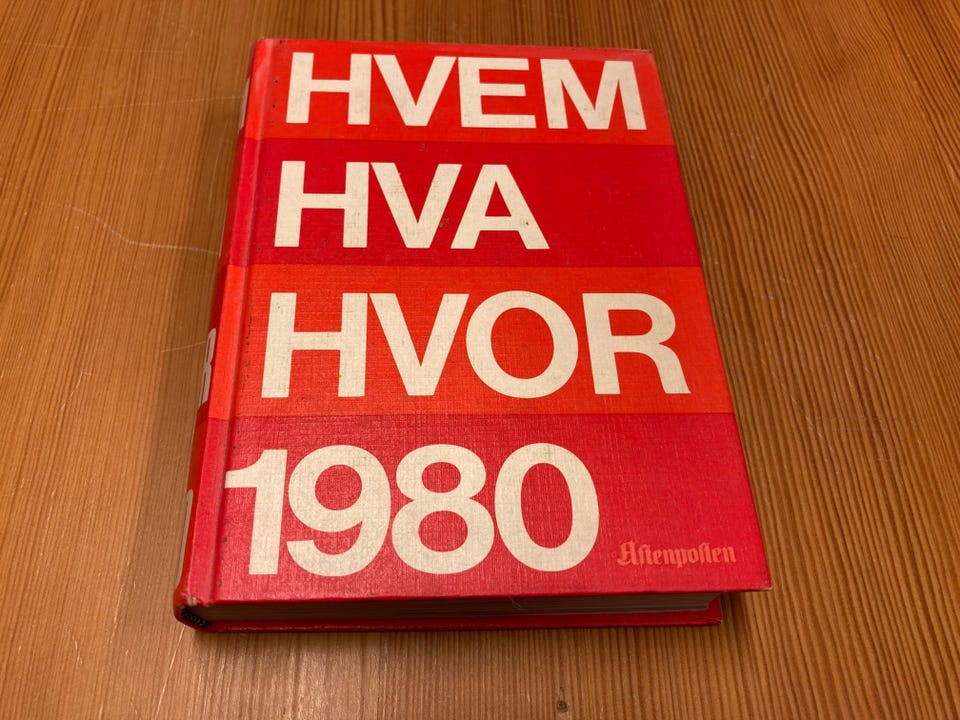 HVEM
HVA
HVOR
1980
Aftenposten